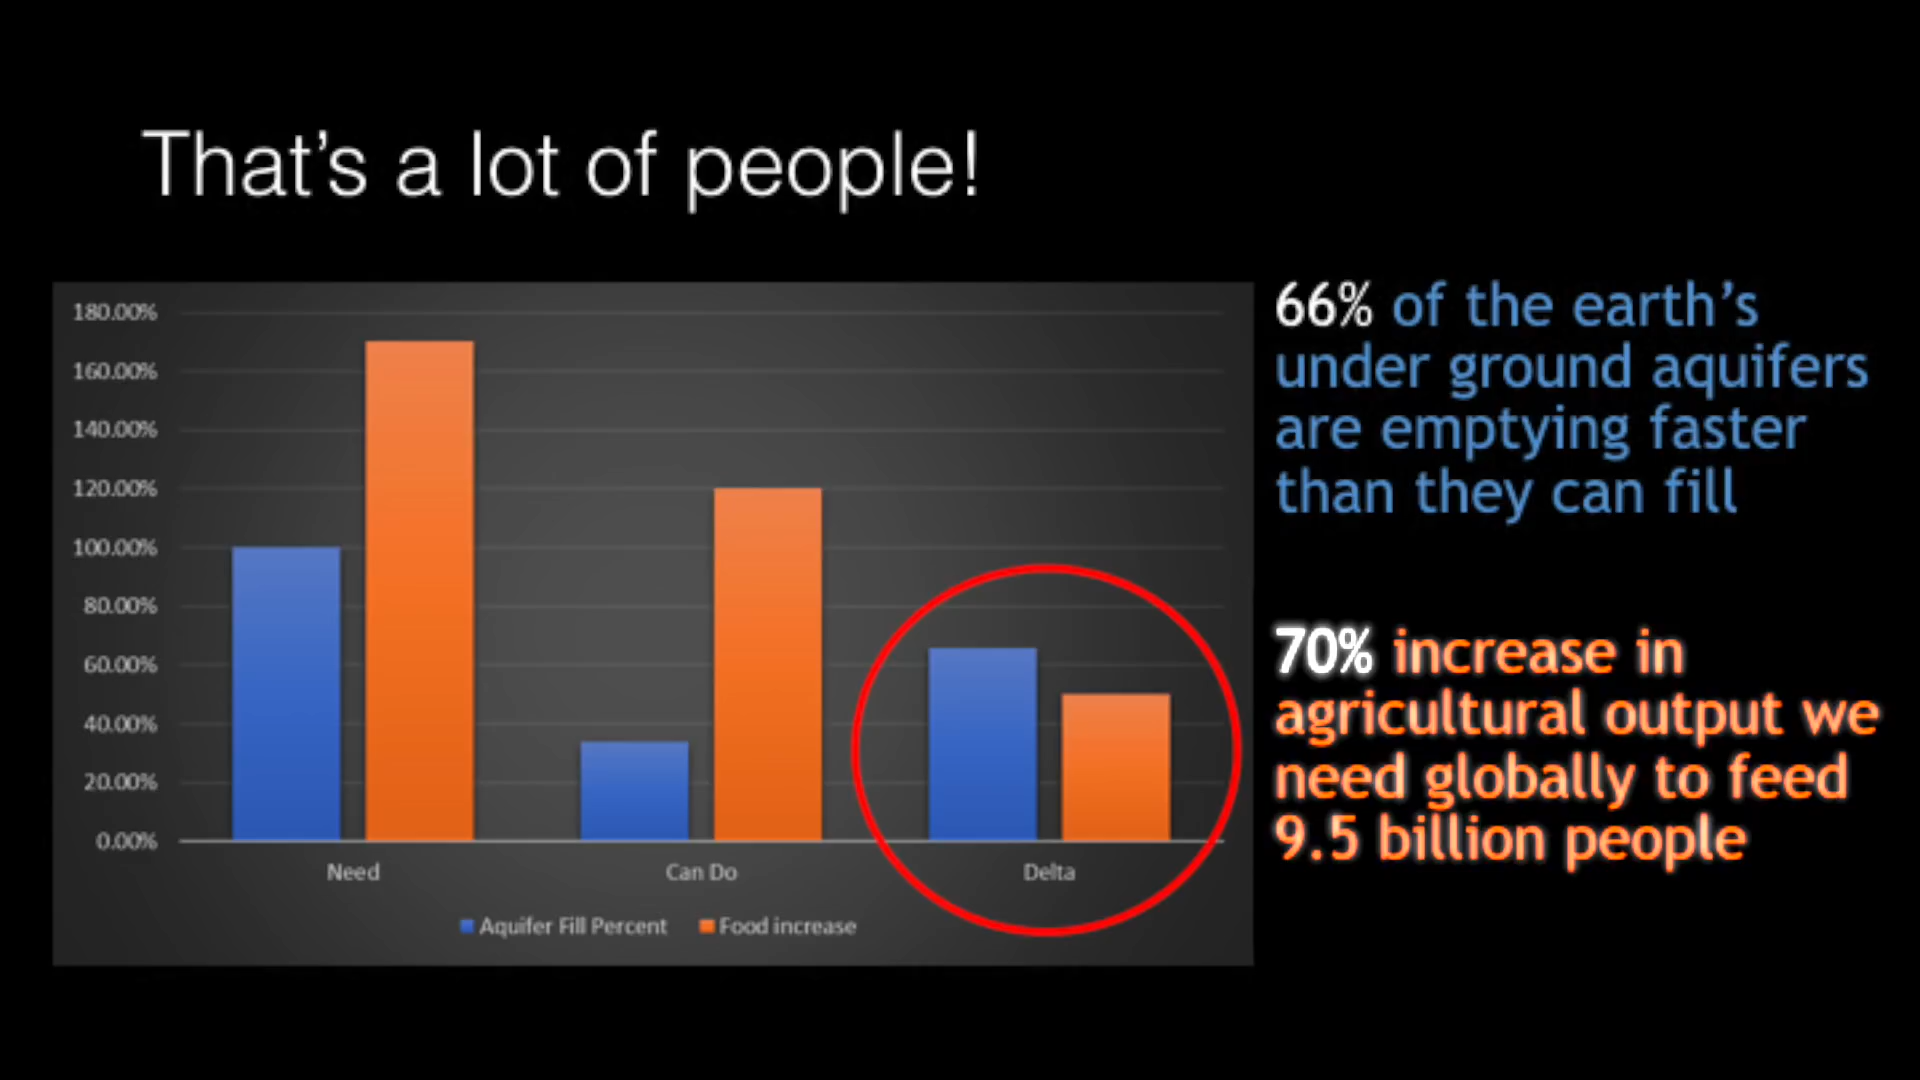 That's a lot of people!
180.00%
160.00%
140.00%
120.00%
100.00%
80.00%
60.00%
40.00%
20.00%
0.00%
Need Can Do Delta
Aquifer Fill Percent Food increase
66% of the earth's
under ground aquifers
are emptying faster
than they can fill
70% increase in
agricultural output we
need globally to feed
9.5 billion people